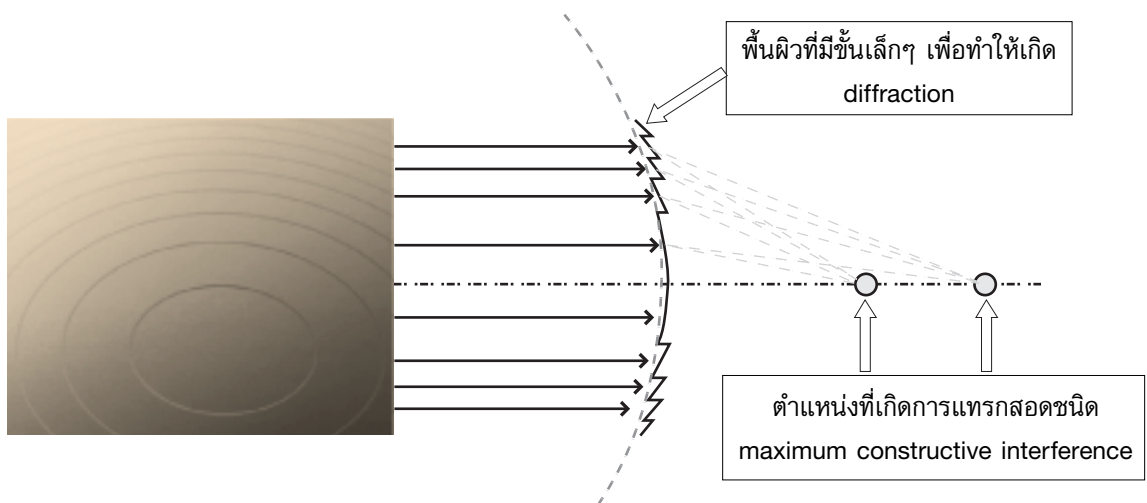 พื้นผิวที่มีขั้นเล็กๆ เพื่อทำให้เกิด
diffraction
ตำแหน่งที่เกิดการแทรกสอดชนิด
maximum constructive interference